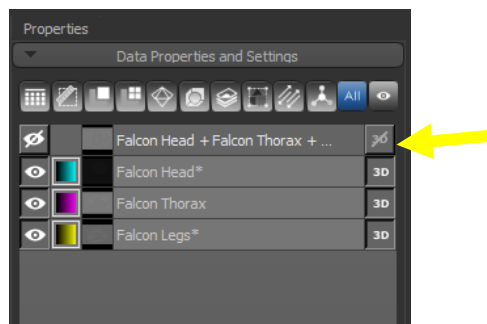 Properties
Data Properties and Settings
All
Falcon Head + Falcon Thorax + ...
Falcon Head* 3D
Falcon Thorax 3D
Falcon Legs* 3D